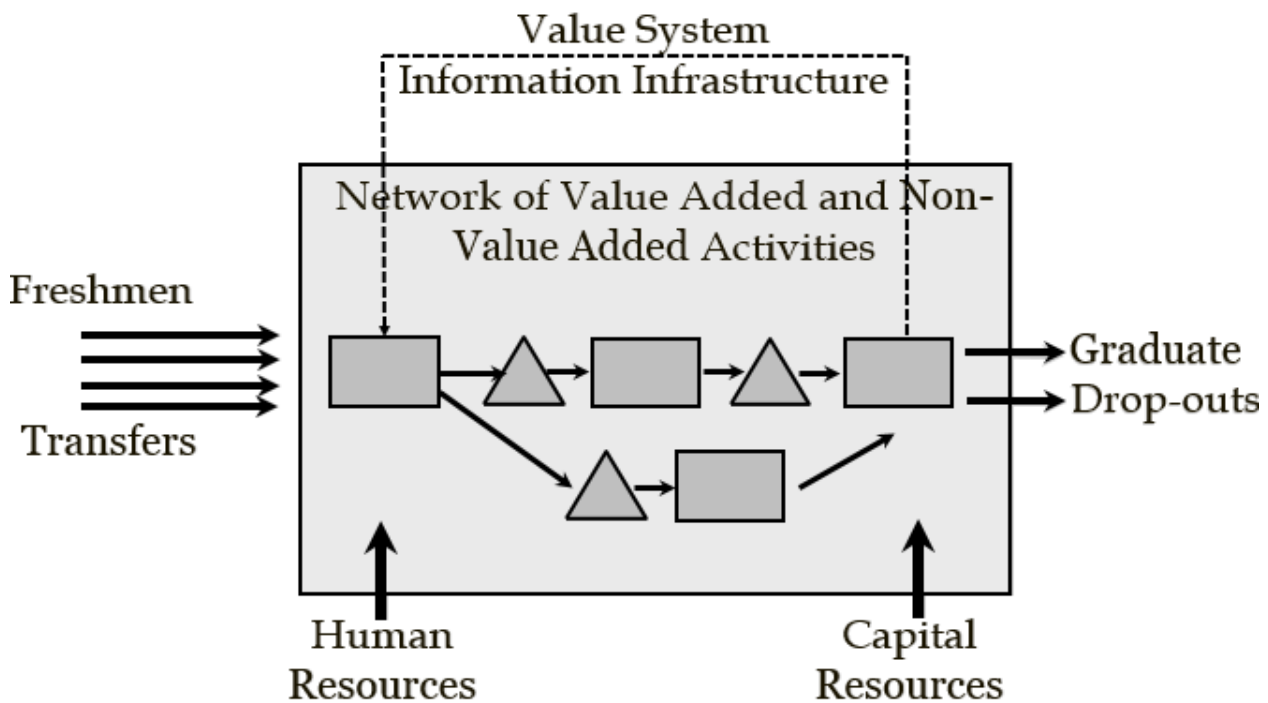 Value System
Information Infrastructure
Network of Value Added and Non-
Value Added Activities
Freshmen
Transfers
Graduate
Drop-outs
Human
Resources
Capital
Resources